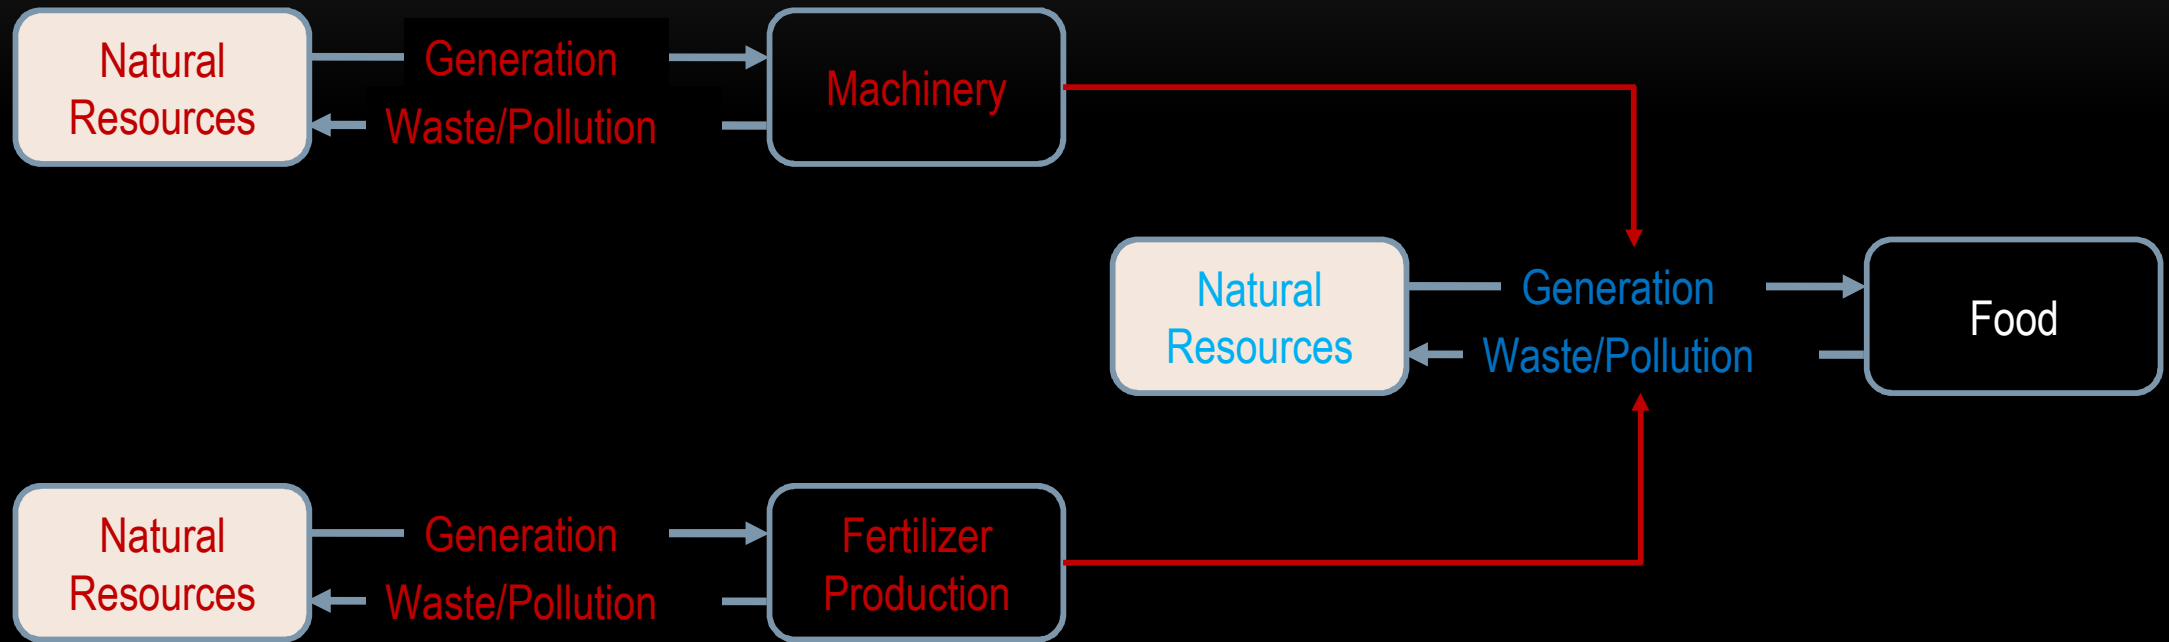 Natural
Resources
Generation
Waste/Pollution
Machinery
Natural
Resources
Generation
Waste/Pollution
Food
Natural
Resources
Generation
Waste/Pollution
Fertilizer
Production